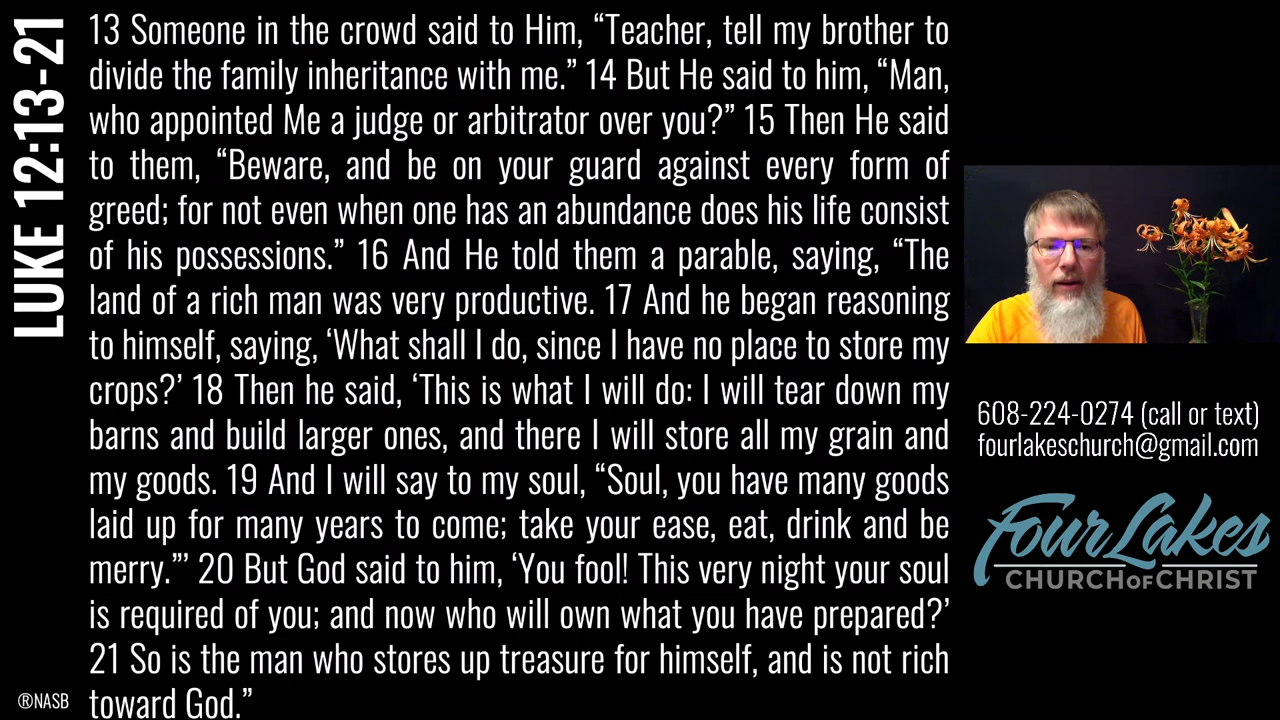 LUKE 12:13-21
13 Someone in the crowd said to Him, “Teacher, tell my brother to
divide the family inheritance with me.” 14 But He said to him, “Man,
who appointed Me a judge or arbitrator over you?” 15 Then He said
to them, “Beware, and be on your guard against every form of
greed; for not even when one has an abundance does his life consist
of his possessions.” 16 And He told them a parable, saying, “The
land of a rich man was very productive. 17 And he began reasoning
to himself, saying, ‘What shall I do, since I have no place to store my
crops?’ 18 Then he said, ‘This is what I will do: I will tear down my
barns and build larger ones, and there I will store all my grain and
my goods. 19 And I will say to my soul, “Soul, you have many goods
laid up for many years to come; take your ease, eat, drink and be
merry.”’ 20 But God said to him, ‘You fool! This very night your soul
is required of you; and now who will own what you have prepared?’
21 So is the man who stores up treasure for himself, and is not rich
toward God.”
®NASB
608-224-0274 (call or text)
fourlakeschurch@gmail.com
Four Lakes
CHURCH OF CHRIST